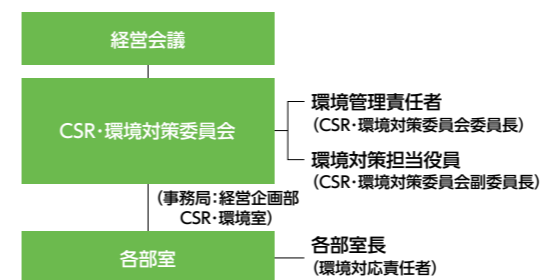 経営会議
CSR・環境対策委員会
環境管理責任者
(CSR・環境対策委員会委員長)
環境対策担当役員
(CSR・環境対策委員会副委員長)
(事務局:経営企画部
CSR・環境室)
各部室
各部室長
(環境対応責任者)